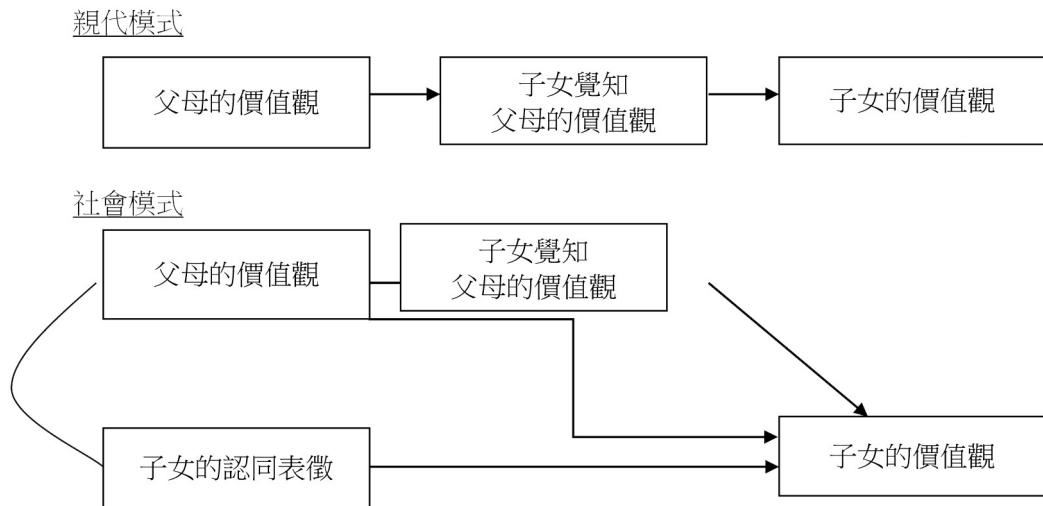 親代模式
父母的價值觀
子女覺知
父母的價值觀
子女的價值觀
社會模式
父母的價值觀
子女覺知
父母的價值觀
子女的認同表徵
子女的價值觀